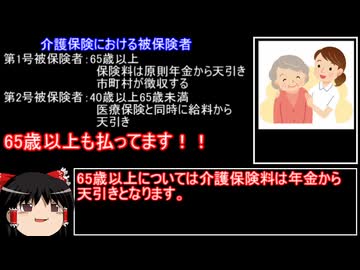 介護保険における被保険者
第1号被保険者：65歳以上
保険料は原則年金から天引き
市町村が徴収する
第2号被保険者：40歳以上65歳未満
医療保険と同時に給料から
天引き
65歳以上も払ってます！！
65歳以上については介護保険料は年金から
天引きとなります。